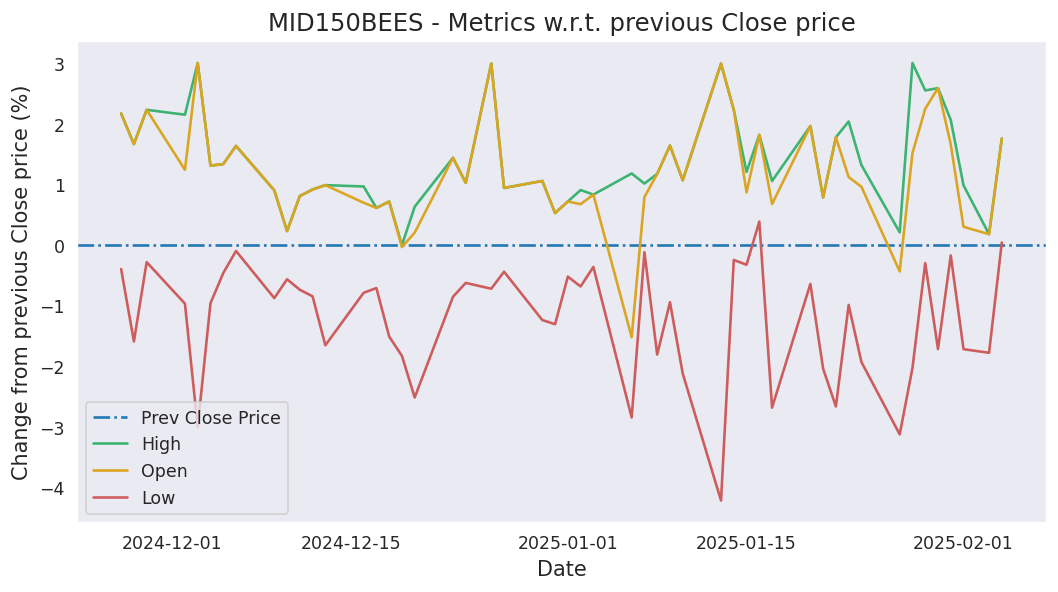 MID150BEES - Metrics w.r.t. previous Close price
Change from previous Close price (%)
3
2
1
0
−1
−2
−3
−4
Prev Close Price
High
Open
Low
2024-12-01 2024-12-15 2025-01-01 2025-01-15 2025-02-01
Date